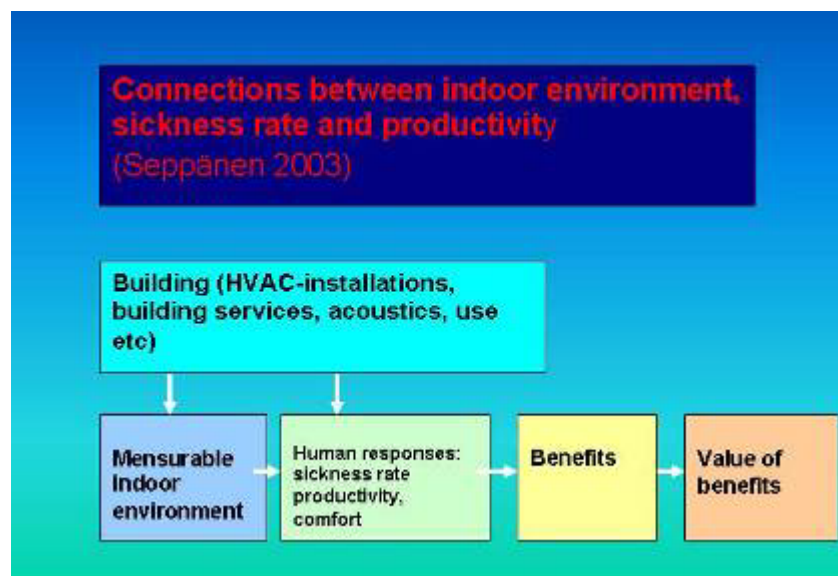 Connections between indoor environment,
sickness rate and productivity
(Seppänen 2003)
Building (HVAC-installations,
building services, acoustics, use
etc)
Mensurable
indoor
environment
Human responses:
sickness rate
productivity,
comfort
Benefits
Value of
benefits